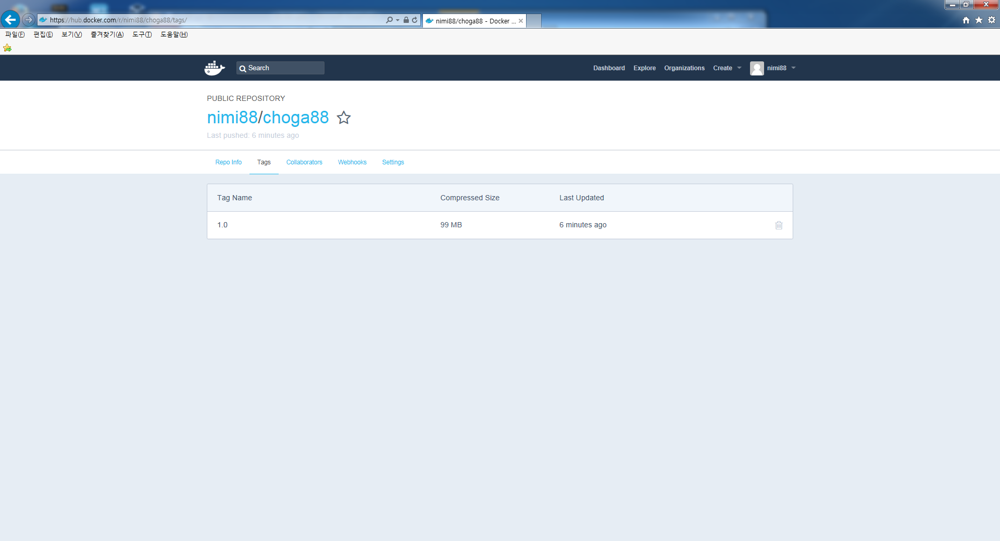 https://hub.docker.com/r/nimi88/choga88/tags/
nimi88/choga88 - Docker ...
파일(F) 편집(E) 보기(V) 즐겨찾기(A) 도구(T) 도움말(H)
Search
Dashboard Explore Organizations Create nimi88
PUBLIC REPOSITORY
nimi88/choga88
Last pushed: 6 minutes ago
Repo Info Tags Collaborators Webhooks Settings
Tag Name Compressed Size Last Updated
1.0 99 MB 6 minutes ago